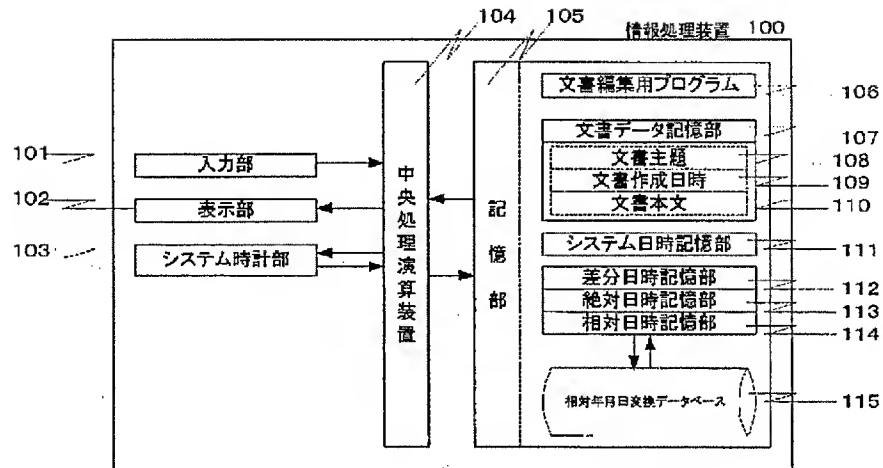 104
105
情報処理装置 100
文書編集用プログラム
106
文書データ記憶部
107
文書主題
108
文書作成日時
109
文書本文
110
101
入力部
102
表示部
103
システム時計部
中央処理演算装置
記憶部
システム日時記憶部
111
差分日時記憶部
112
絶対日時記憶部
113
相対日時記憶部
114
相対年月日変換データベース
115